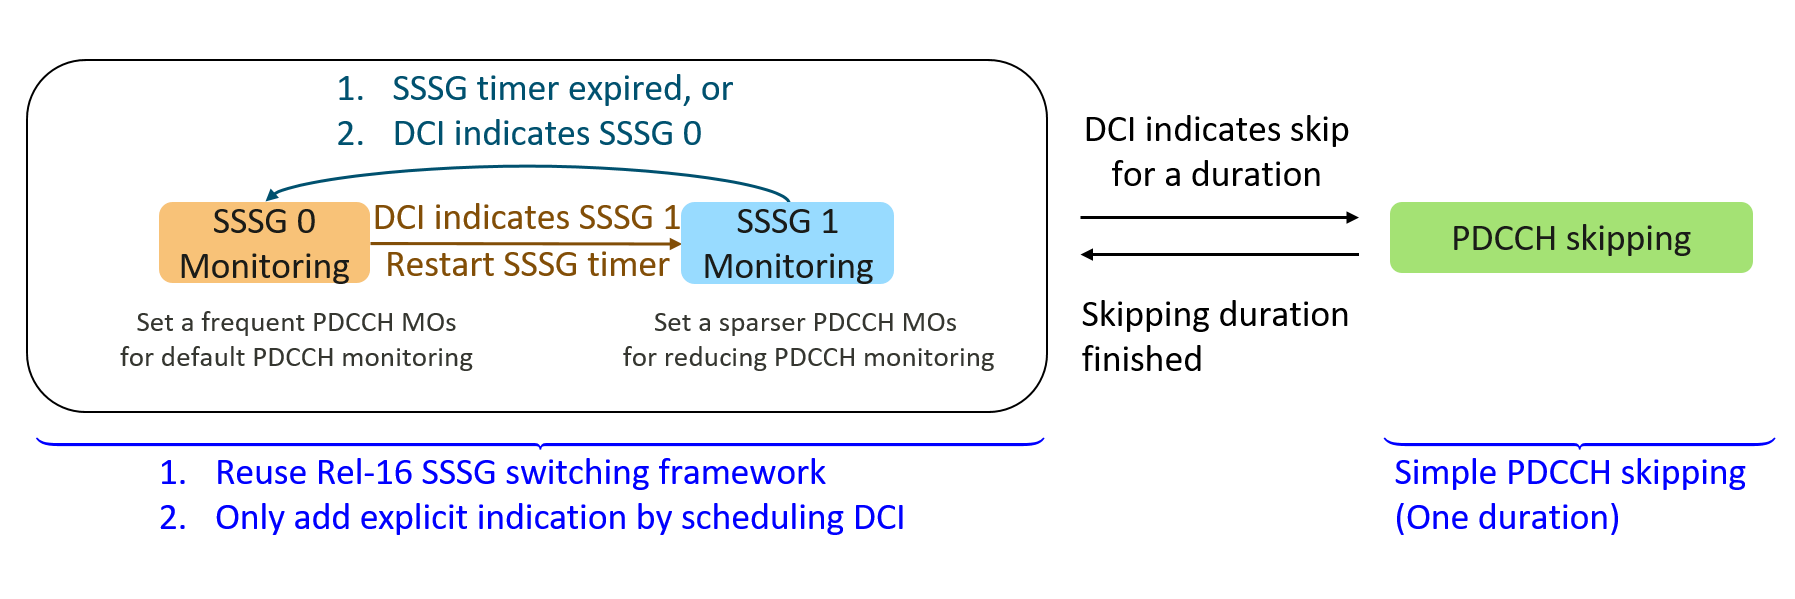 1. SSSG timer expired, or
2. DCI indicates SSSG 0
SSSG 0
Monitoring
DCI indicates SSSG 1
Restart SSSG timer
SSSG 1
Monitoring
Set a frequent PDCCH MOs
for default PDCCH monitoring
Set a sparser PDCCH MOs
for reducing PDCCH monitoring
DCI indicates skip
for a duration
Skipping duration
finished
PDCCH skipping
1. Reuse Rel-16 SSSG switching framework
2. Only add explicit indication by scheduling DCI
Simple PDCCH skipping
(One duration)